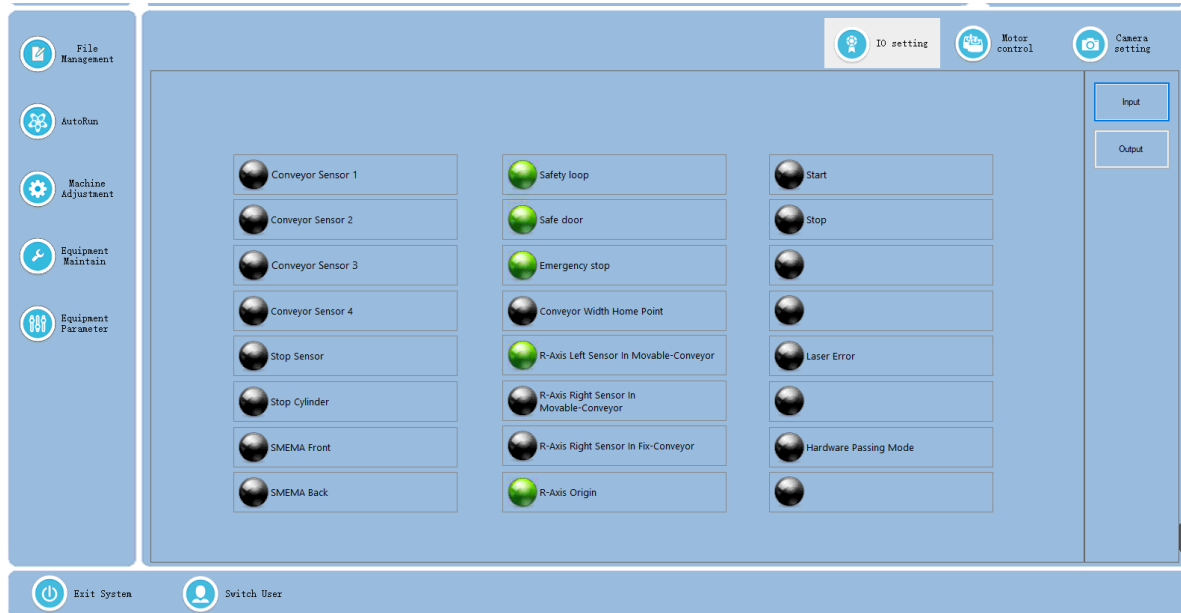 File
Management
AutoRun
Machine
Adjustment
Equipment
Maintain
Equipment
Parameter
IO setting
Motor
control
Camera
setting
Input
Output
Conveyor Sensor 1
Conveyor Sensor 2
Conveyor Sensor 3
Conveyor Sensor 4
Stop Sensor
Stop Cylinder
SMEMA Front
SMEMA Back
Safety loop
Safe door
Emergency stop
Conveyor Width Home Point
R-Axis Left Sensor In Movable-Conveyor
R-Axis Right Sensor In
Movable-Conveyor
R-Axis Right Sensor In Fix-Conveyor
R-Axis Origin
Start
Stop
Laser Error
Hardware Passing Mode
Exit System
Switch User